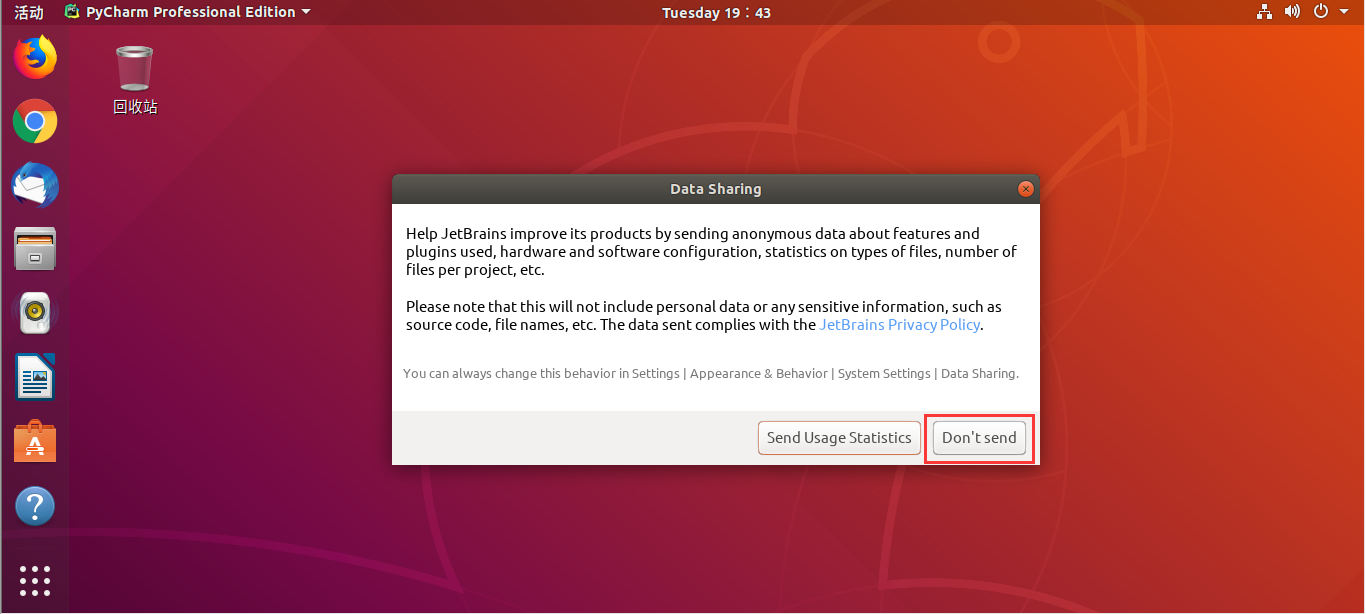 活动
PyCharm Professional Edition
Tuesday 19：43
回收站
Data Sharing
Help JetBrains improve its products by sending anonymous data about features and
plugins used, hardware and software configuration, statistics on types of files, number of
files per project, etc.
Please note that this will not include personal data or any sensitive information, such as
source code, file names, etc. The data sent complies with the JetBrains Privacy Policy.
You can always change this behavior in Settings | Appearance & Behavior | System Settings | Data Sharing.
Send Usage Statistics
Don't send